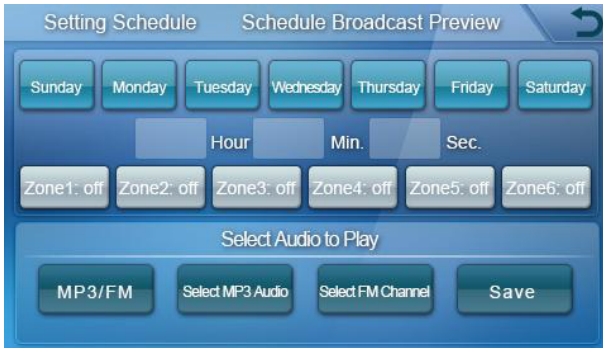 Setting Schedule Schedule Broadcast Preview
Sunday Monday Tuesday Wednesday Thursday Friday Saturday
Hour Min. Sec.
Zone1: off Zone2: off Zone3: off Zone4: off Zone5: off Zone6: off
Select Audio to Play
MP3/FM Select MP3 Audio Select FM Channel Save